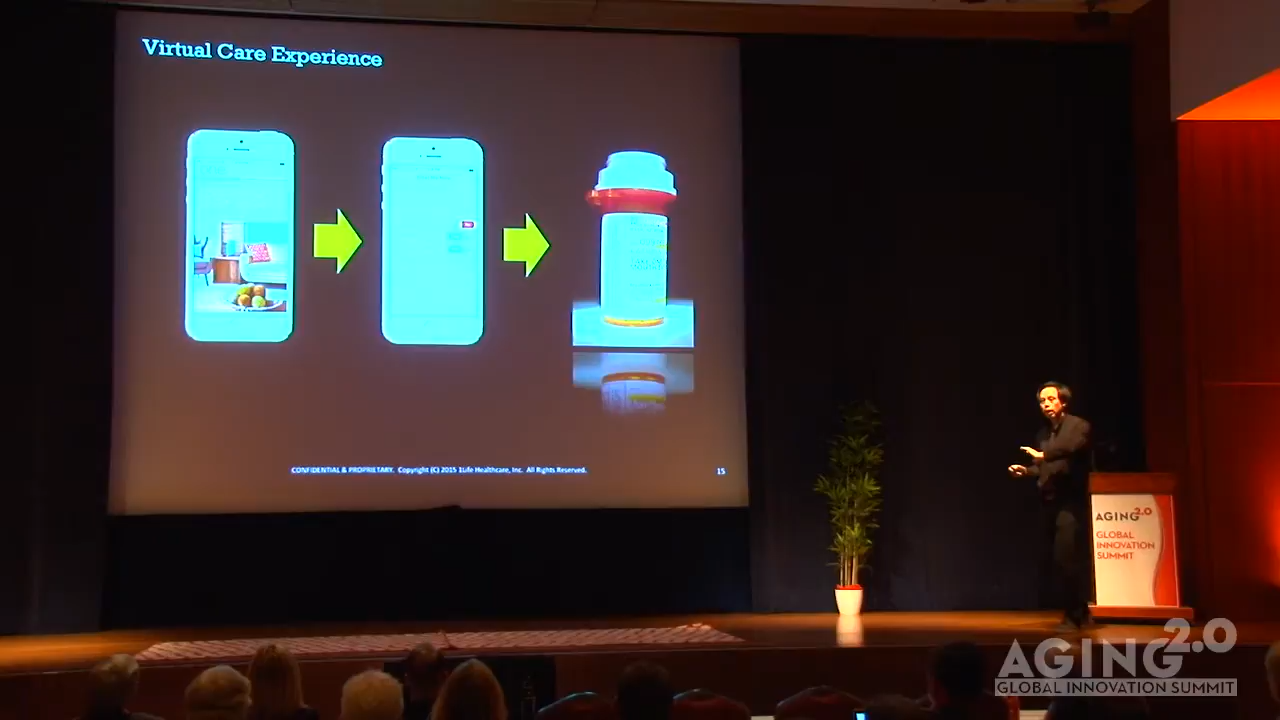 Virtual Care Experience
CONFIDENTIAL & PROPRIETARY. Copyright (C) 2015 1Life Healthcare, Inc. All Rights Reserved.
15
AGING2.0
GLOBAL
INNOVATION
SUMMIT
AGING2.0
GLOBAL INNOVATION SUMMIT